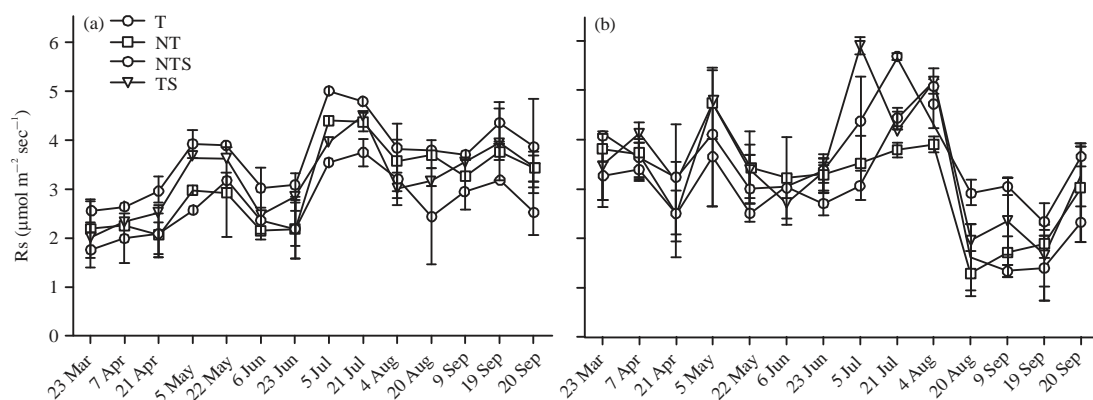 (a)
T
NT
NTS
TS
(b)
Rs (μmol m−2 sec−1)
6
5
4
3
2
1
0
23 Mar
7 Apr
21 Apr
5 May
22 May
6 Jun
23 Jun
5 Jul
21 Jul
4 Aug
20 Aug
9 Sep
19 Sep
20 Sep
23 Mar
7 Apr
21 Apr
5 May
22 May
6 Jun
23 Jun
5 Jul
21 Jul
4 Aug
20 Aug
9 Sep
19 Sep
20 Sep